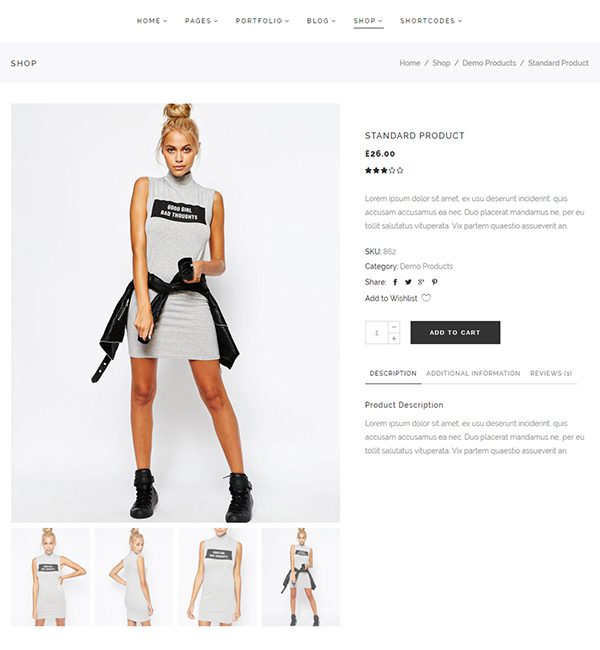 HOME PAGES PORTFOLIO BLOG SHOP SHORTCODES
SHOP
Home / Shop / Demo Products / Standard Product
GOOD GIRL
BAD THOUGHTS
STANDARD PRODUCT
£26.00
Lorem ipsum dolor sit amet, ex usu deserunt inciderint, quis
accusam accusamus ea nec. Duo placerat mandamus ne, per eu
tollit salutatus vituperata. Vix partem quaestio assueverit an.
SKU: 862
Category: Demo Products
Share:
Add to Wishlist
1 - +
ADD TO CART
DESCRIPTION ADDITIONAL INFORMATION REVIEWS (1)
Product Description
Lorem ipsum dolor sit amet, ex usu deserunt inciderint, quis
accusam accusamus ea nec. Duo placerat mandamus ne, per eu
tollit salutatus vituperata. Vix partem quaestio assueverit an.
GOOD GIRL
BAD THOUGHTS
GOOD GIRL
BAD THOUGHTS